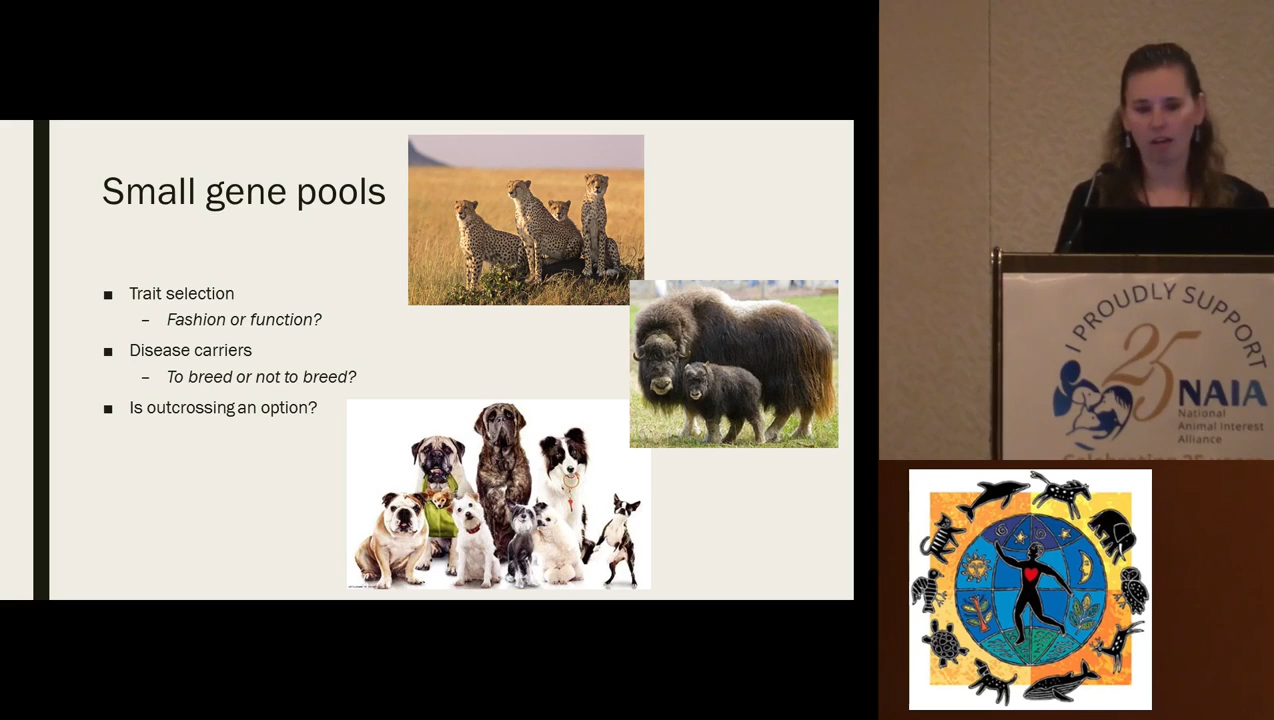 Small gene pools
■ Trait selection
– Fashion or function?
■ Disease carriers
– To breed or not to breed?
■ Is outcrossing an option?
I PROUDLY SUPPORT
25
NAIA
National
Animal Interest
Alliance